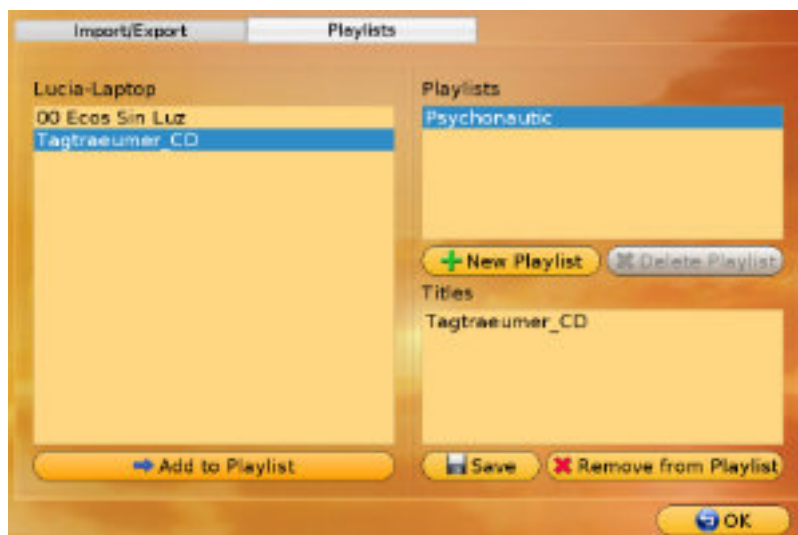 Import/Export
Playlists
Lucia-Laptop
00 Ecos Sin Luz
Tagtraeumer_CD
Add to Playlist
Playlists
Psychonautic
New Playlist
Delete Playlist
Titles
Tagtraeumer_CD
Save
Remove from Playlist
OK